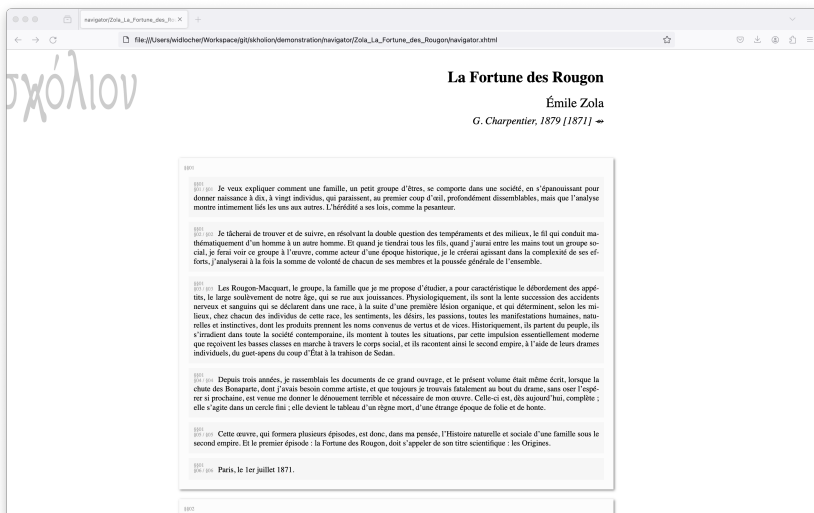 navigator/Zola_La_Fortune_des_Ro
file:///Users/widlocher/Workspace/git/skholion/demonstration/navigator/Zola_La_Fortune_des_Rougon/navigator.xhtml
σχόλιον
La Fortune des Rougon
Émile Zola
G. Charpentier, 1879 [1871]
Je veux expliquer comment une famille, un petit groupe d’êtres, se comporte dans une société, en s’épanouissant pour
donner naissance à dix, à vingt individus, qui paraissent, au premier coup d’œil, profondément dissemblables, mais que l’analyse
montre intimement liés les uns aux autres. L’hérédité a ses lois, comme la pesanteur.
Je tâcherai de trouver et de suivre, en résolvant la double question des tempéraments et des milieux, le fil qui conduit ma-
thématiquement d’un homme à un autre homme. Et quand je tiendrai tous les fils, quand j’aurai entre les mains tout un groupe so-
cial, je ferai voir ce groupe à l’œuvre, comme acteur d’une époque historique, je le créerai agissant dans la complexité de ses ef-
forts, j’analyserai à la fois la somme de volonté de chacun de ses membres et la poussée générale de l’ensemble.
Les Rougon-Macquart, le groupe, la famille que je me propose d’étudier, a pour caractéristique le débordement des appé-
tits, le large soulèvement de notre âge, qui se rue aux jouissances. Physiologiquement, ils sont la lente succession des accidents
nerveux et sanguins qui se déclarent dans une race, à la suite d’une première lésion organique, et qui déterminent, selon les mi-
lieux, chez chacun des individus de cette race, les sentiments, les désirs, les passions, toutes les manifestations humaines, natu-
relles et instinctives, dont les produits prennent les noms convenus de vertus et de vices. Historiquement, ils partent du peuple, ils
s’irradient dans toute la société contemporaine, ils montent à toutes les situations, par cette impulsion essentiellement moderne
que reçoivent les basses classes en marche à travers le corps social, et ils racontent ainsi le second empire, à l’aide de leurs drames
individuels, du guet-apens du coup d’État à la trahison de Sedan.
Depuis trois années, je rassemblais les documents de ce grand ouvrage, et le présent volume était même écrit, lorsque la
chute des Bonaparte, dont j’avais besoin comme artiste, et que toujours je trouvais fatalement au bout du drame, sans oser l’espé-
rer si prochaine, est venue me donner le dénouement terrible et nécessaire de mon œuvre. Celle-ci est, dès aujourd’hui, complète ;
elle s’agite dans un cercle fini ; elle devient le tableau d’un règne mort, d’une étrange époque de folie et de honte.
Cette œuvre, qui formera plusieurs épisodes, est donc, dans ma pensée, l’Histoire naturelle et sociale d’une famille sous le
second empire. Et le premier épisode : la Fortune des Rougon, doit s’appeler de son titre scientifique : les Origines.
Paris, le 1er juillet 1871.